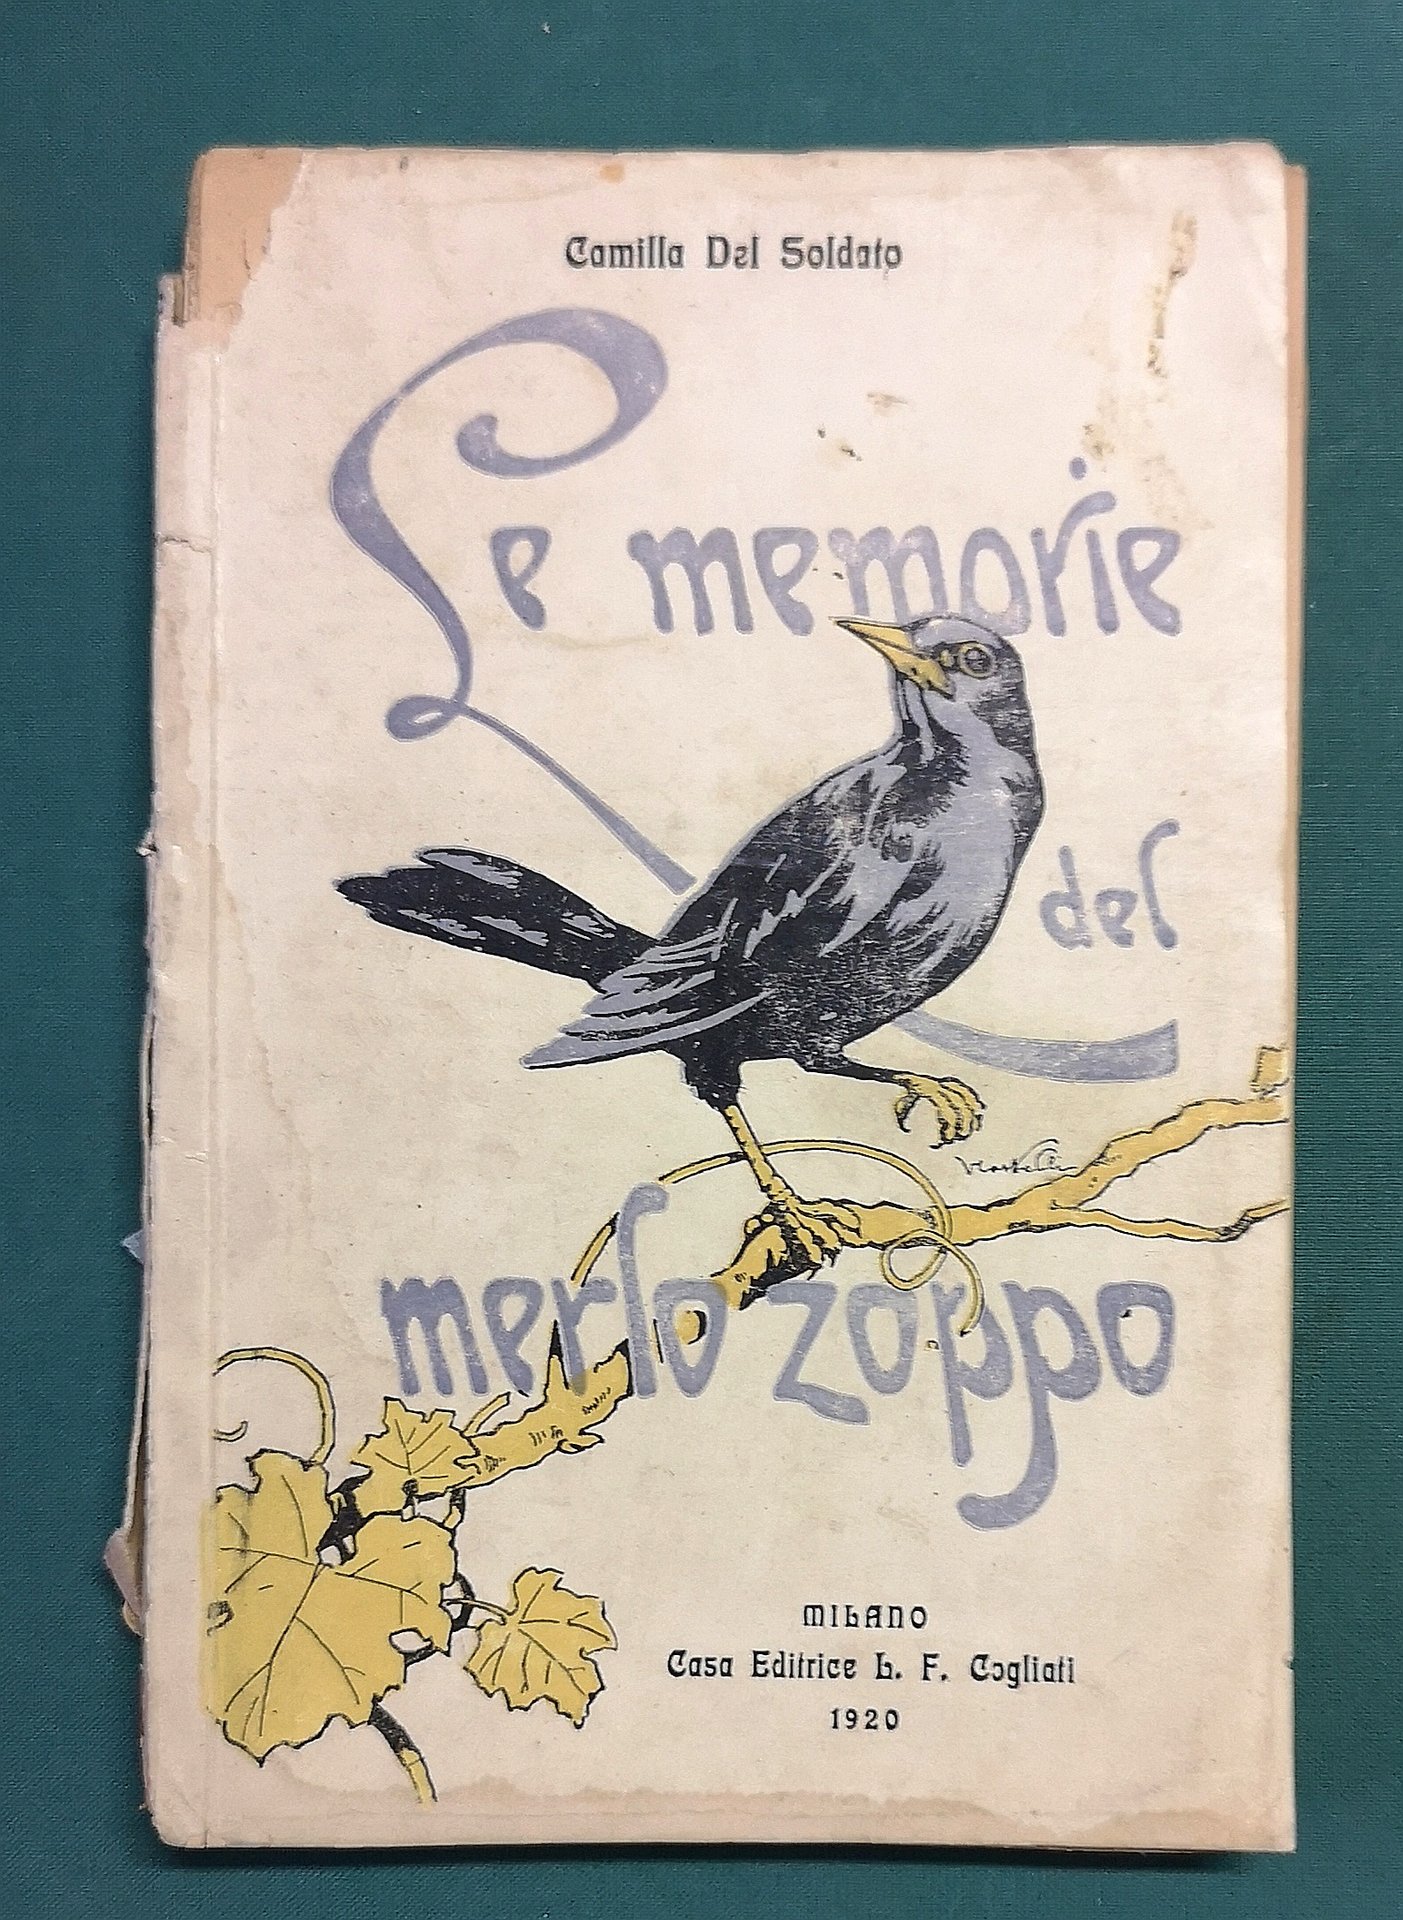 Camilla Del Soldato
Le memorie
del
merlo zoppo
MILANO
Casa Editrice L. F. Cogliati
1920